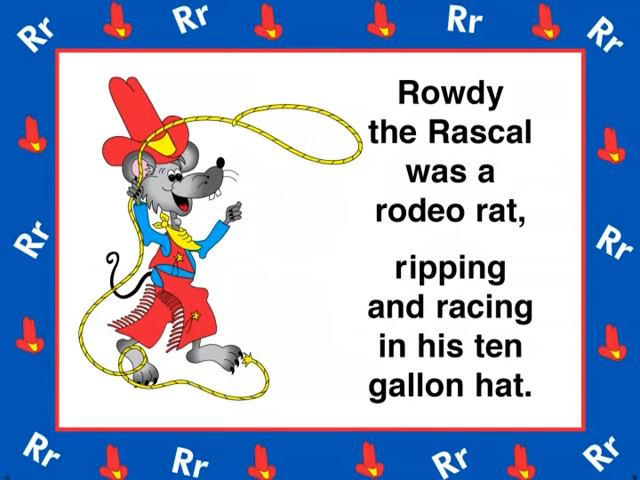 Rr Rr Rr Rr
Rowdy
the Rascal
was a
rodeo rat,
ripping
and racing
in his ten
gallon hat.
Rr Rr
Rr Rr Rr Rr